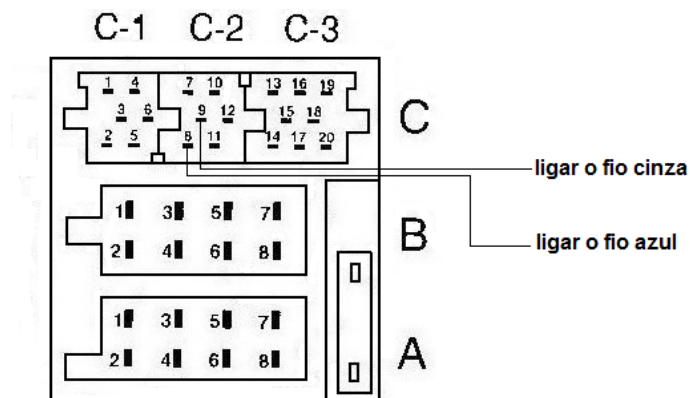 C-1 C-2 C-3
1 4 7 10 13 16 19
3 6 9 12 15 18
2 5 8 11 14 17 20
C
ligar o fio cinza
1 3 5 7
B
ligar o fio azul
2 4 6 8
1 3 5 7
A
2 4 6 8